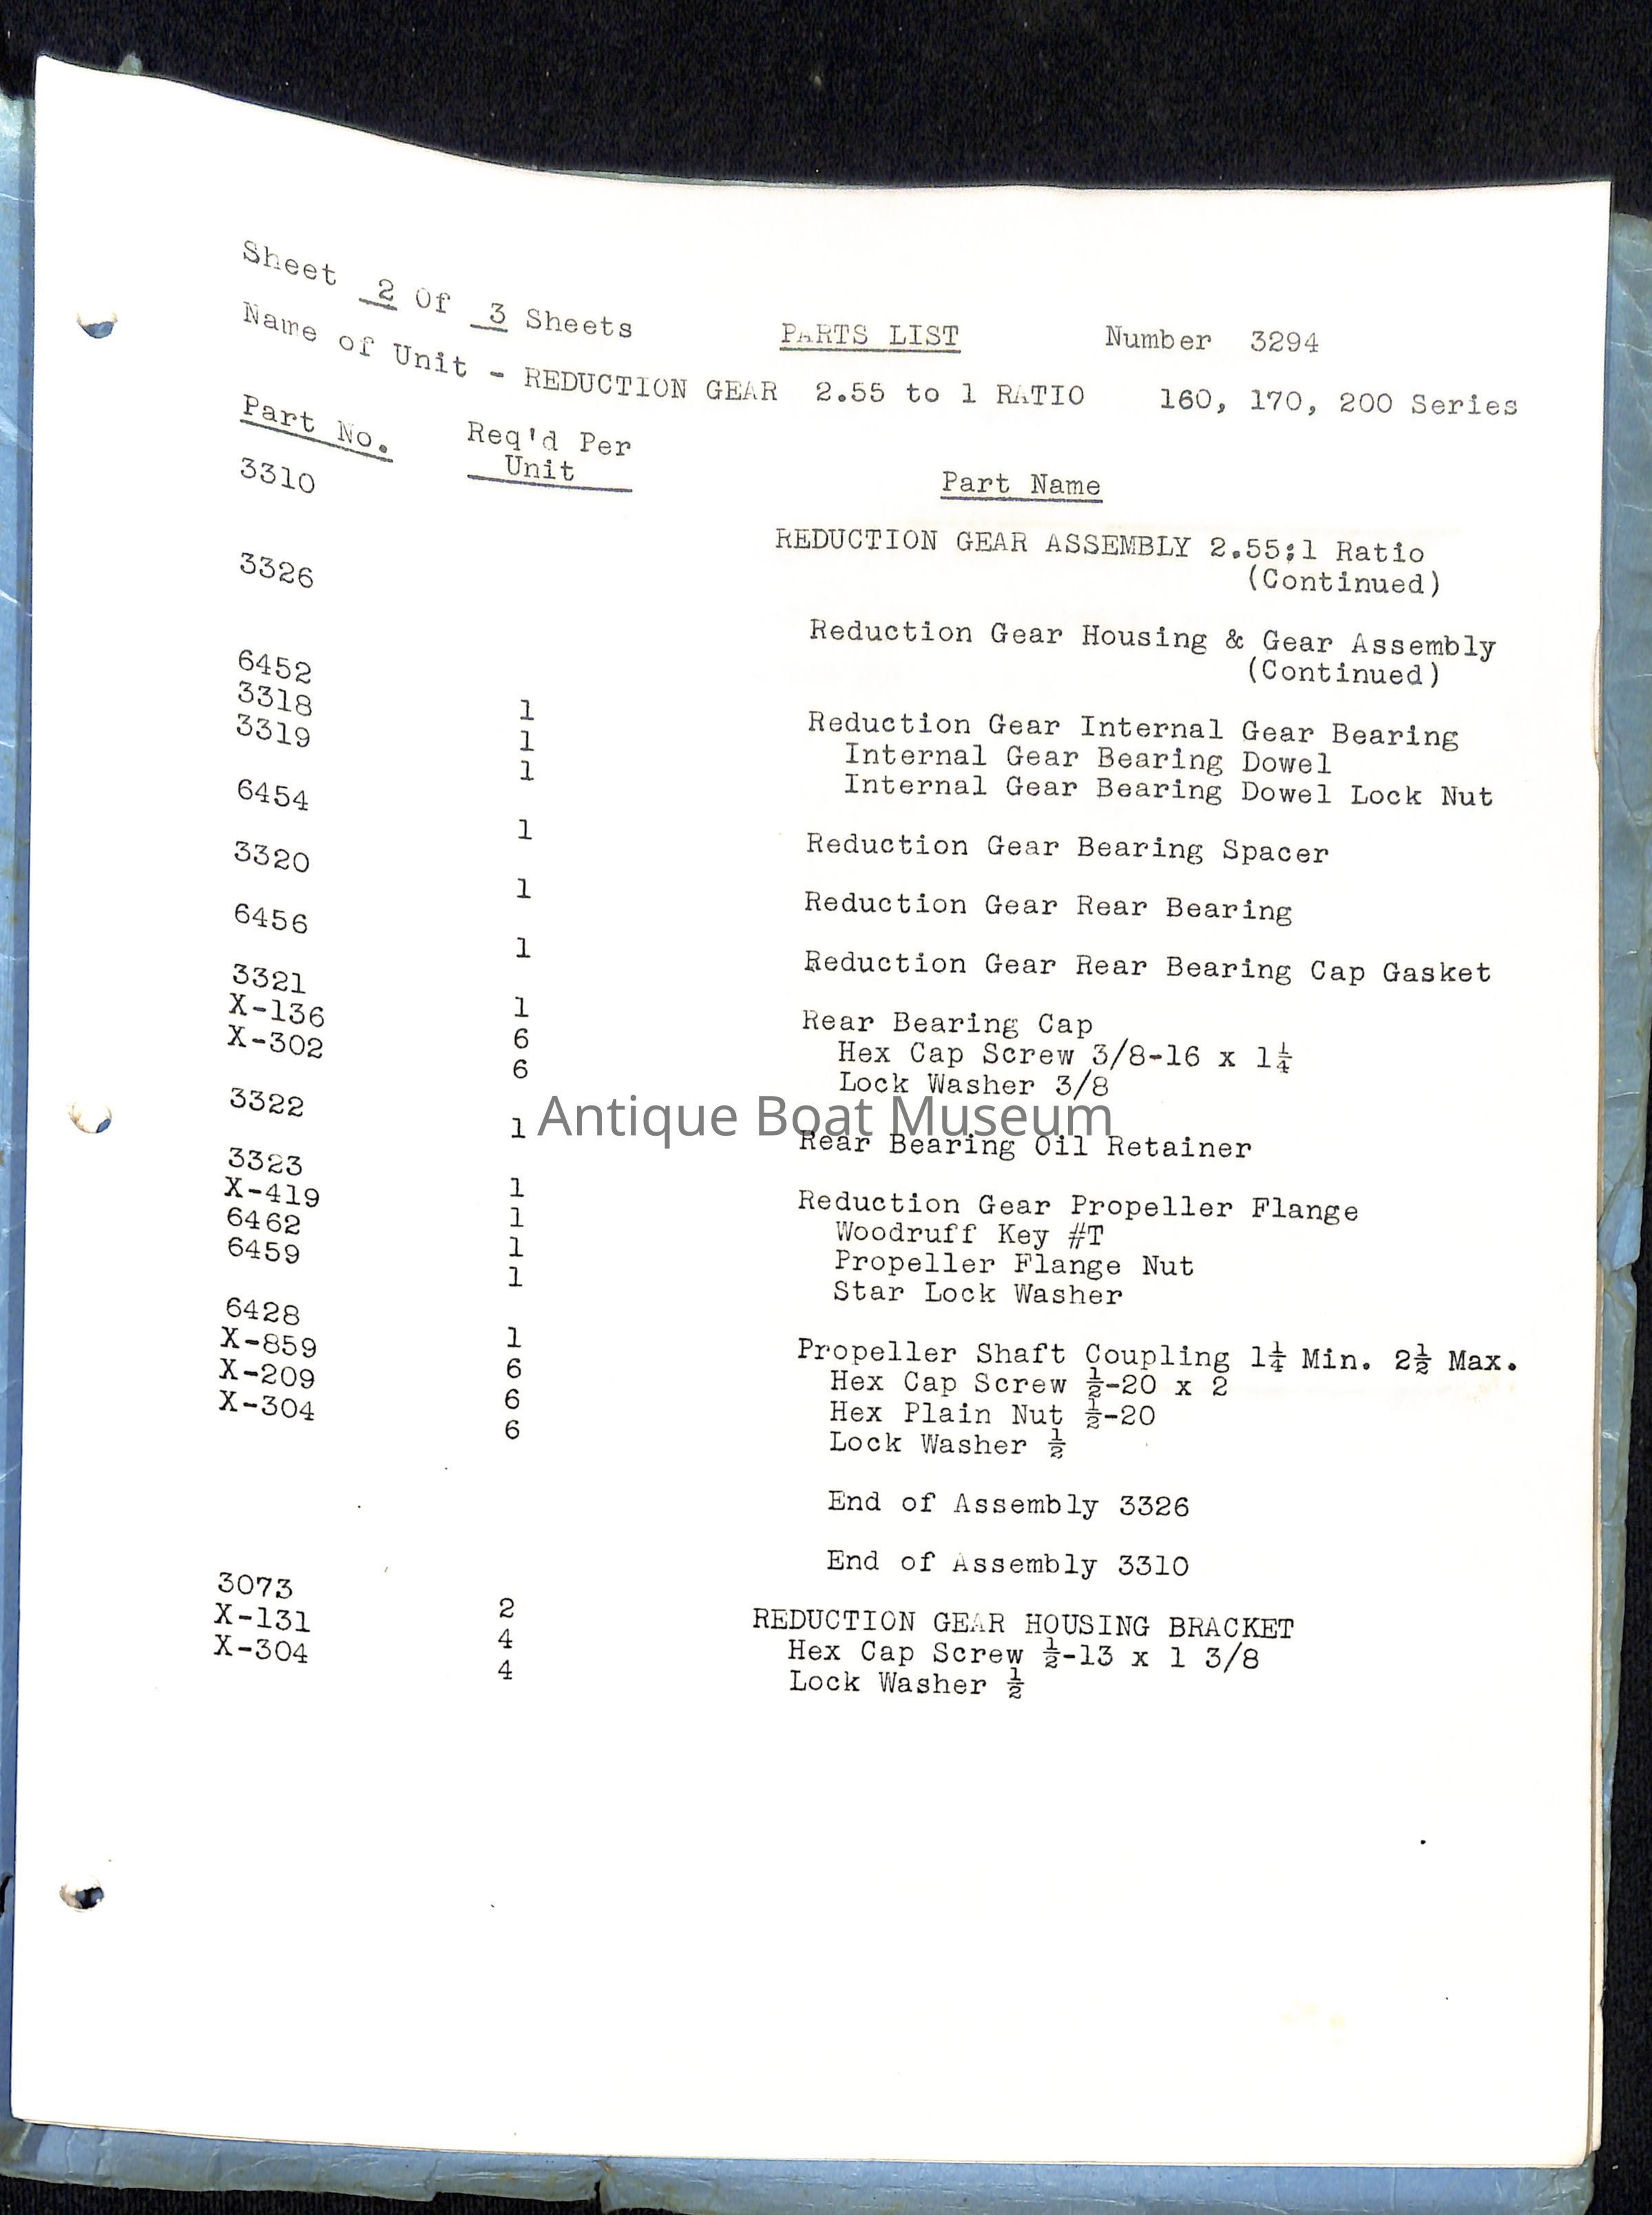 Sheet 2 Of 3 Sheets PARTS LIST Number 3294
Name of Unit - REDUCTION GEAR 2.55 to 1 RATIO 160, 170, 200 Series
Part No. Req'd Per Unit Part Name
3310 REDUCTION GEAR ASSEMBLY 2.55:1 Ratio
(Continued)
3326 Reduction Gear Housing & Gear Assembly
(Continued)
6452 1 Reduction Gear Internal Gear Bearing
3318 1 Internal Gear Bearing Dowel
3319 1 Internal Gear Bearing Dowel Lock Nut
6454 1 Reduction Gear Bearing Spacer
3320 1 Reduction Gear Rear Bearing
6456 1 Reduction Gear Rear Bearing Cap Gasket
3321 1 Rear Bearing Cap
X-136 6 Hex Cap Screw 3/8-16 x 1¼
X-302 6 Lock Washer 3/8
Antique Boat Museum
3322 1 Rear Bearing Oil Retainer
3323 1 Reduction Gear Propeller Flange
X-419 1 Woodruff Key #T
6462 1 Propeller Flange Nut
6459 1 Star Lock Washer
6428 1 Propeller Shaft Coupling 1¼ Min. 2½ Max.
X-859 6 Hex Cap Screw ½-20 x 2
X-209 6 Hex Plain Nut ½-20
X-304 6 Lock Washer ½
End of Assembly 3326
End of Assembly 3310
3073 2 REDUCTION GEAR HOUSING BRACKET
X-131 4 Hex Cap Screw ½-13 x 1 3/8
X-304 4 Lock Washer ½